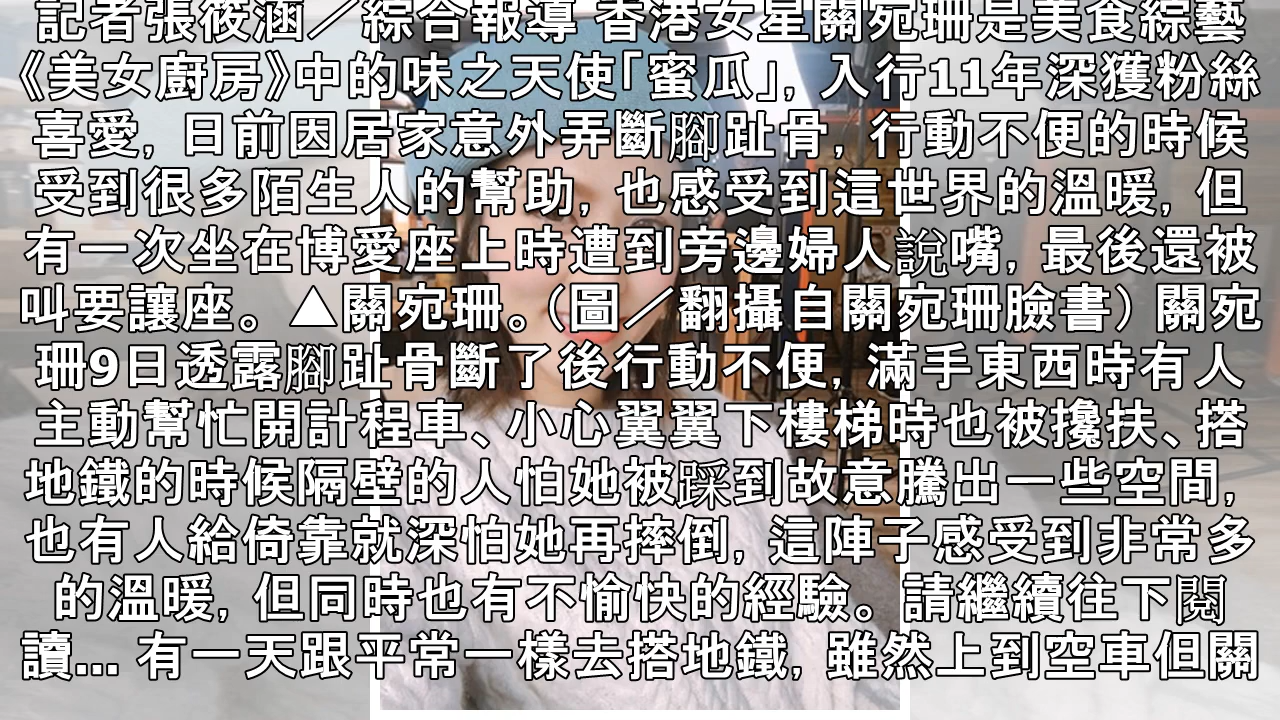 記者張筱涵／綜合報導 香港女星關宛珊是美食綜藝
《美女廚房》中的味之天使「蜜瓜」, 入行11年深獲粉絲
喜愛, 日前因居家意外弄斷腳趾骨, 行動不便的時候
受到很多陌生人的幫助, 也感受到這世界的溫暖, 但
有一次坐在博愛座上時遭到旁邊婦人說嘴, 最後還被
叫要讓座。▲關宛珊。（圖／翻攝自關宛珊臉書）關宛
珊9日透露腳趾骨斷了後行動不便, 滿手東西時有人
主動幫忙開計程車、小心翼翼下樓梯時也被攙扶、搭
地鐵的時候隔壁的人怕她被踩到故意騰出一些空間,
也有人給倚靠就深怕她再摔倒, 這陣子感受到非常多
的溫暖, 但同時也有不愉快的經驗。請繼續往下閱
讀... 有一天跟平常一樣去搭地鐵, 雖然上到空車但關